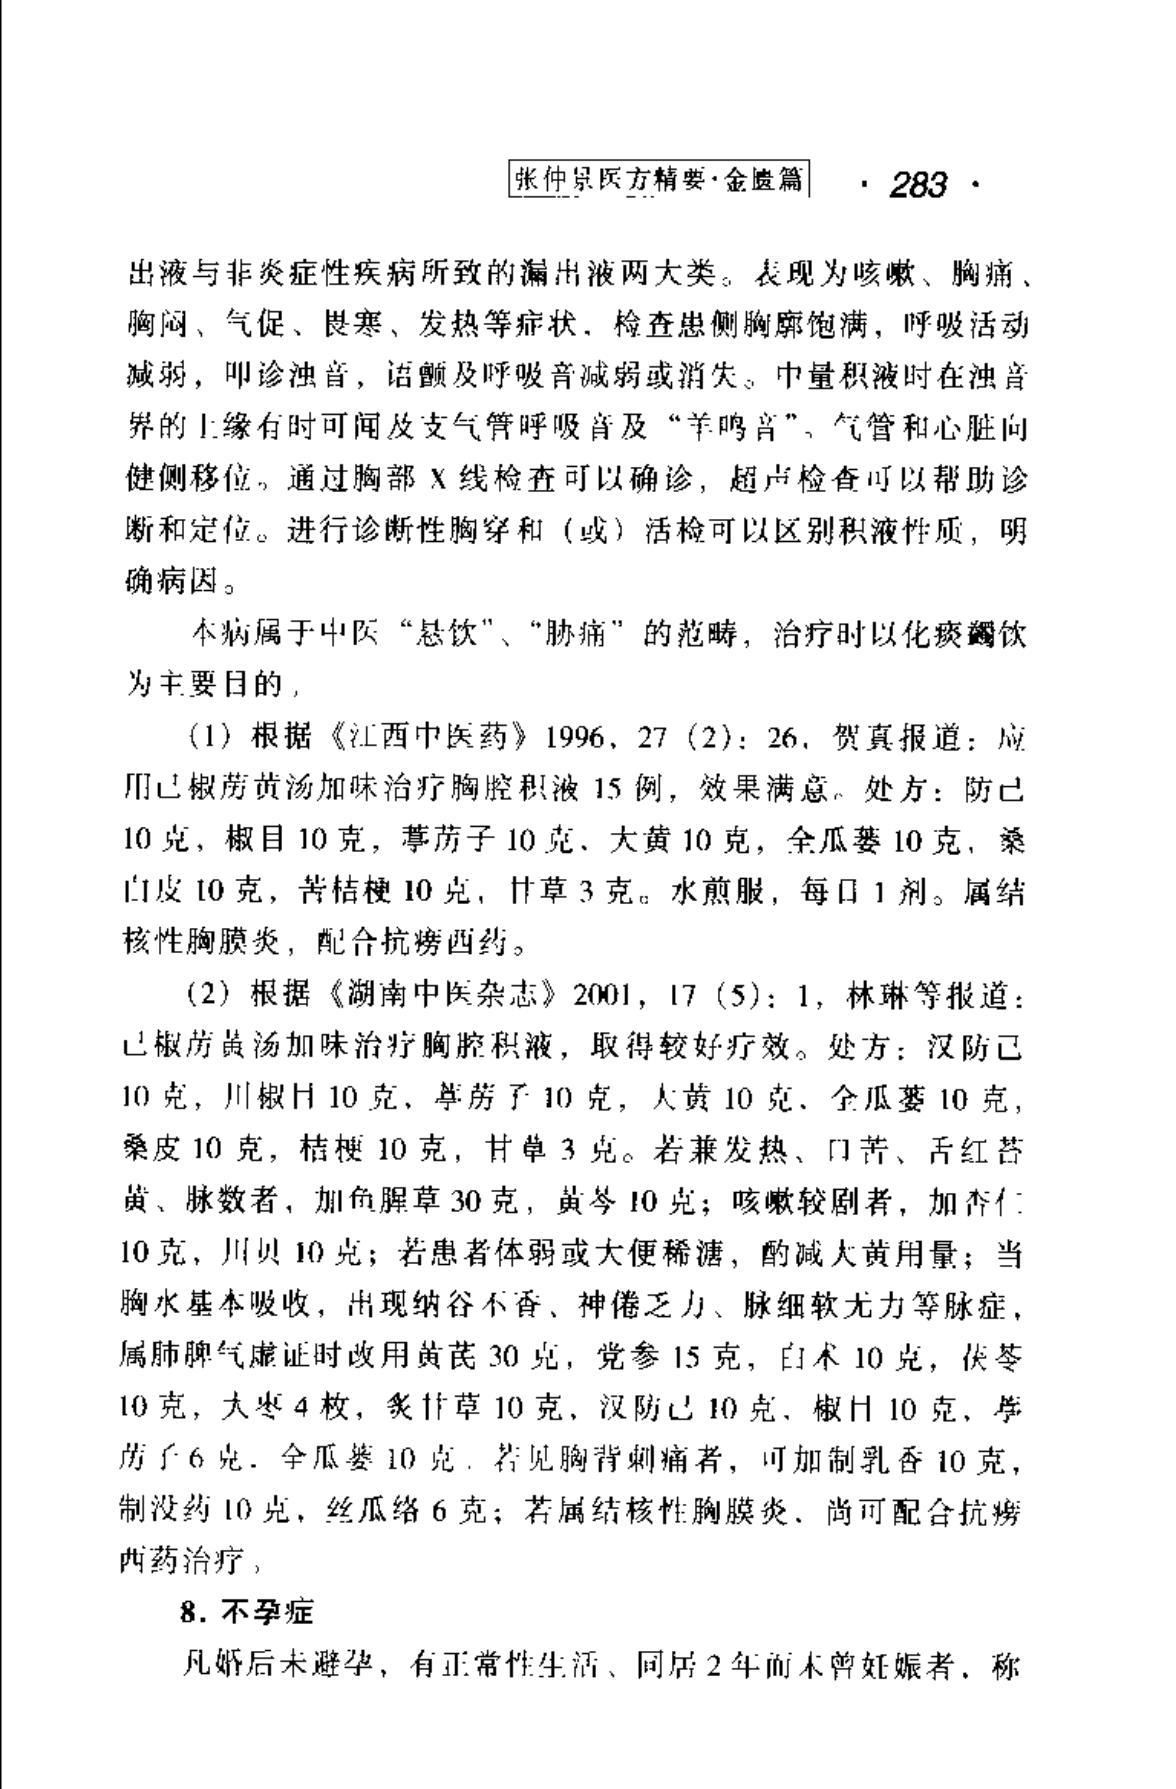 张仲景医方精要·金匮篇 · 283 ·
出液与非炎症性疾病所致的漏出液两大类。表现为咳嗽、胸痛、
胸闷、气促、畏寒、发热等症状，检查患侧胸廓饱满，呼吸活动
减弱，叩诊浊音，语颤及呼吸音减弱或消失。中量积液时在浊音
界的上缘有时可闻及支气管呼吸音及“羊鸣音”、气管和心脏向
健侧移位。通过胸部 X 线检查可以确诊，超声检查可以帮助诊
断和定位。进行诊断性胸穿和（或）活检可以区别积液性质，明
确病因。
本病属于中医“悬饮”、“胁痛”的范畴，治疗时以化痰蠲饮
为主要目的。
（1）根据《江西中医药》1996，27（2）：26，贺真报道：应
用已椒苈黄汤加味治疗胸腔积液 15 例，效果满意。处方：防已
10 克，椒目 10 克，葶苈子 10 克、大黄 10 克，全瓜蒌 10 克，桑
白皮 10 克，苦桔梗 10 克，甘草 3 克。水煎服，每日 1 剂。属结
核性胸膜炎，配合抗痨西药。
（2）根据《湖南中医杂志》2001，17（5）：1，林琳等报道：
已椒苈黄汤加味治疗胸腔积液，取得较好疗效。处方：汉防已
10 克，川椒目 10 克、葶苈子 10 克，大黄 10 克、全瓜蒌 10 克，
桑皮 10 克，桔梗 10 克，甘草 3 克。若兼发热、口苦、舌红苔
黄、脉数者，加鱼腥草 30 克，黄芩 10 克；咳嗽较剧者，加杏仁
10 克，川贝 10 克；若患者体弱或大便稀溏，酌减大黄用量；当
胸水基本吸收，出现纳谷不香、神倦乏力、脉细软无力等脉症，
属肺脾气虚证时改用黄芪 30 克，党参 15 克，白术 10 克，茯苓
10 克，大枣 4 枚，炙甘草 10 克，汉防已 10 克、椒目 10 克、葶
苈子 6 克．全瓜蒌 10 克．若见胸背刺痛者，可加制乳香 10 克，
制没药 10 克，丝瓜络 6 克；若属结核性胸膜炎、尚可配合抗痨
西药治疗。
8. 不孕症
凡婚后未避孕，有正常性生活、同居 2 年而未曾妊娠者，称